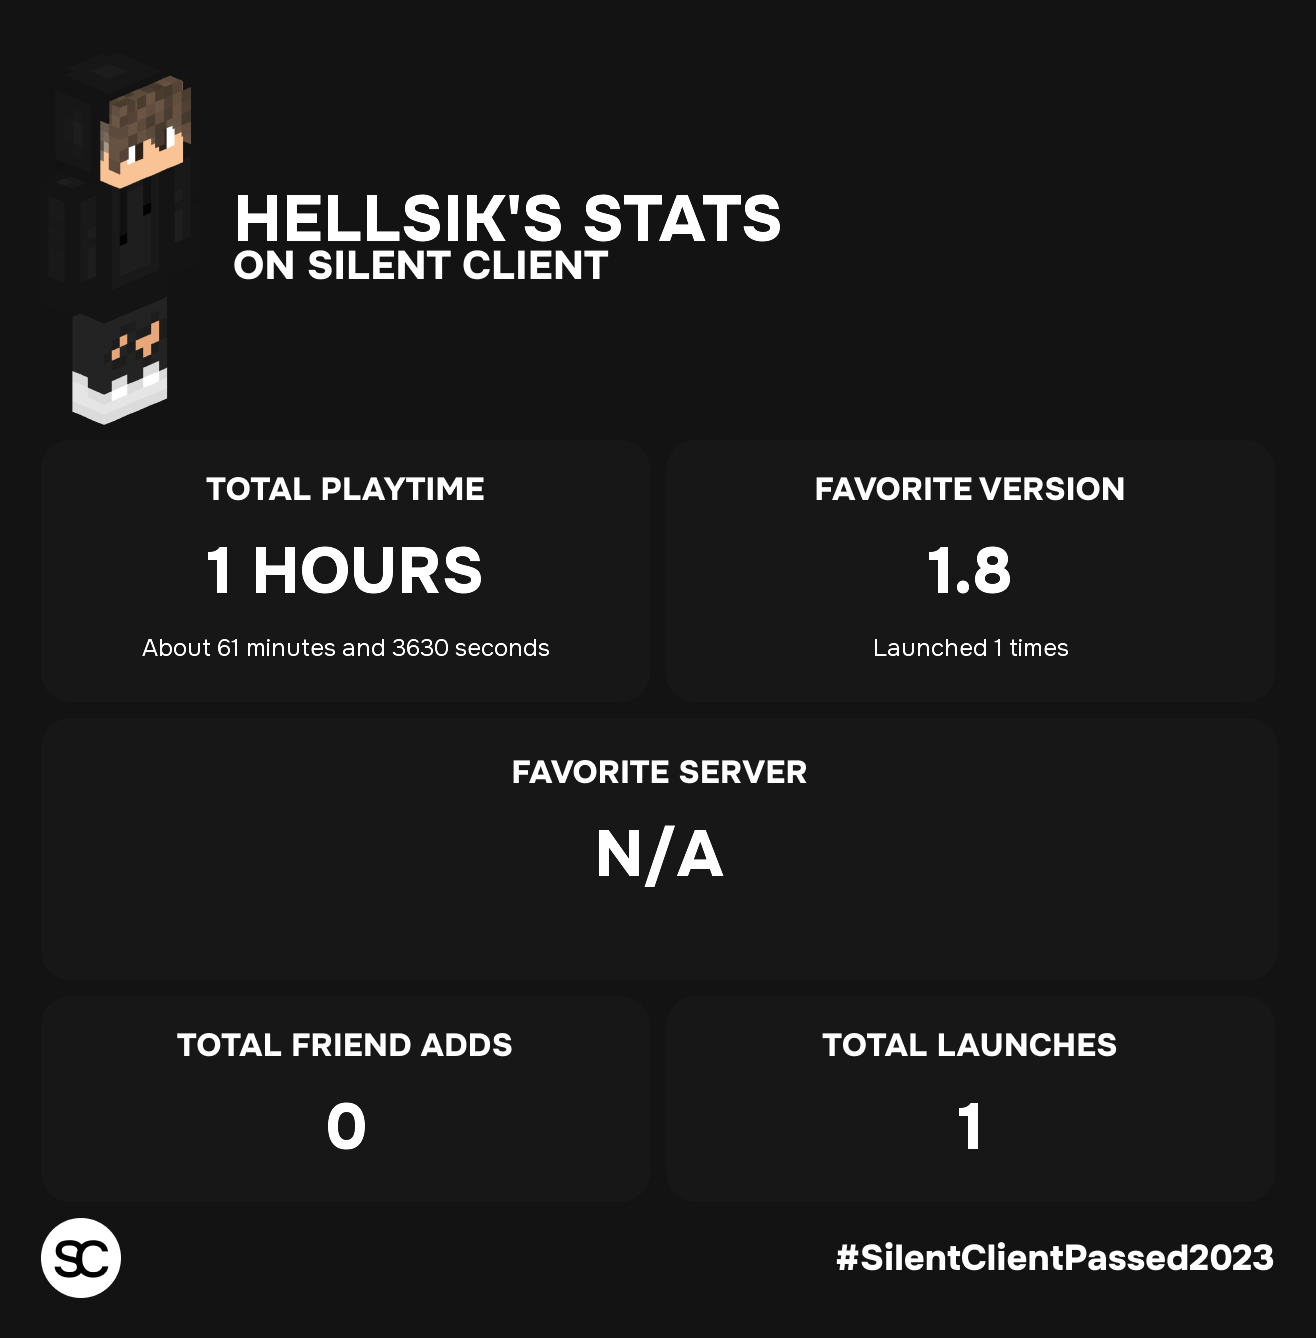 HELLSIK'S STATS
ON SILENT CLIENT
TOTAL PLAYTIME
1 HOURS
About 61 minutes and 3630 seconds
FAVORITE VERSION
1.8
Launched 1 times
FAVORITE SERVER
N/A
TOTAL FRIEND ADDS
0
TOTAL LAUNCHES
1
SC
#SilentClientPassed2023